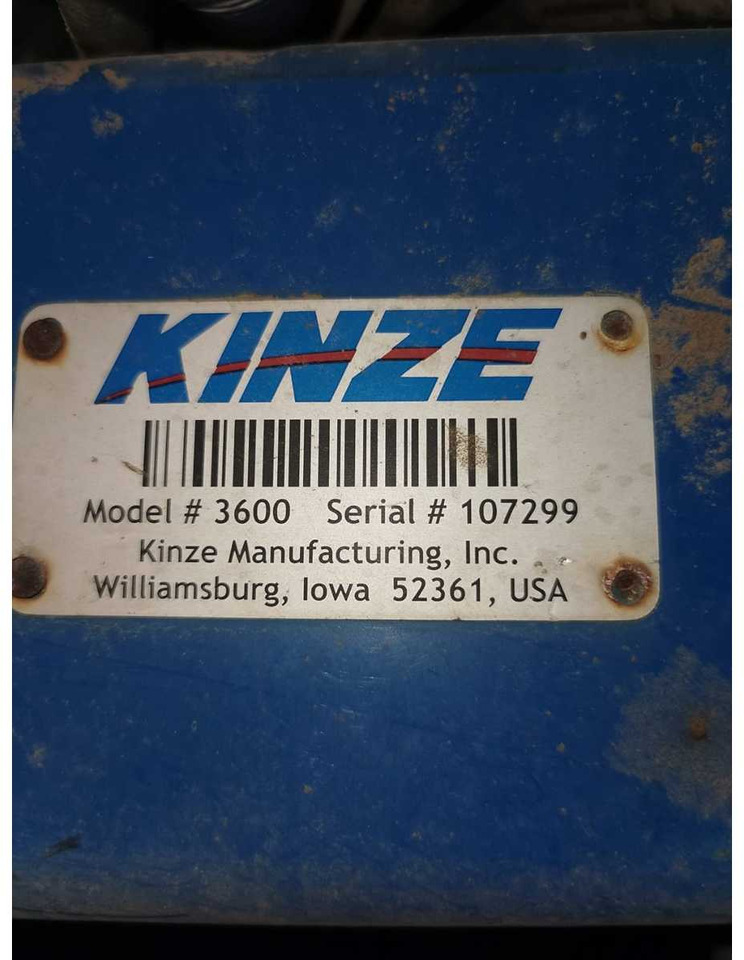 KINZE
Model # 3600 Serial # 107299
Kinze Manufacturing, Inc.
Williamsburg, Iowa 52361, USA